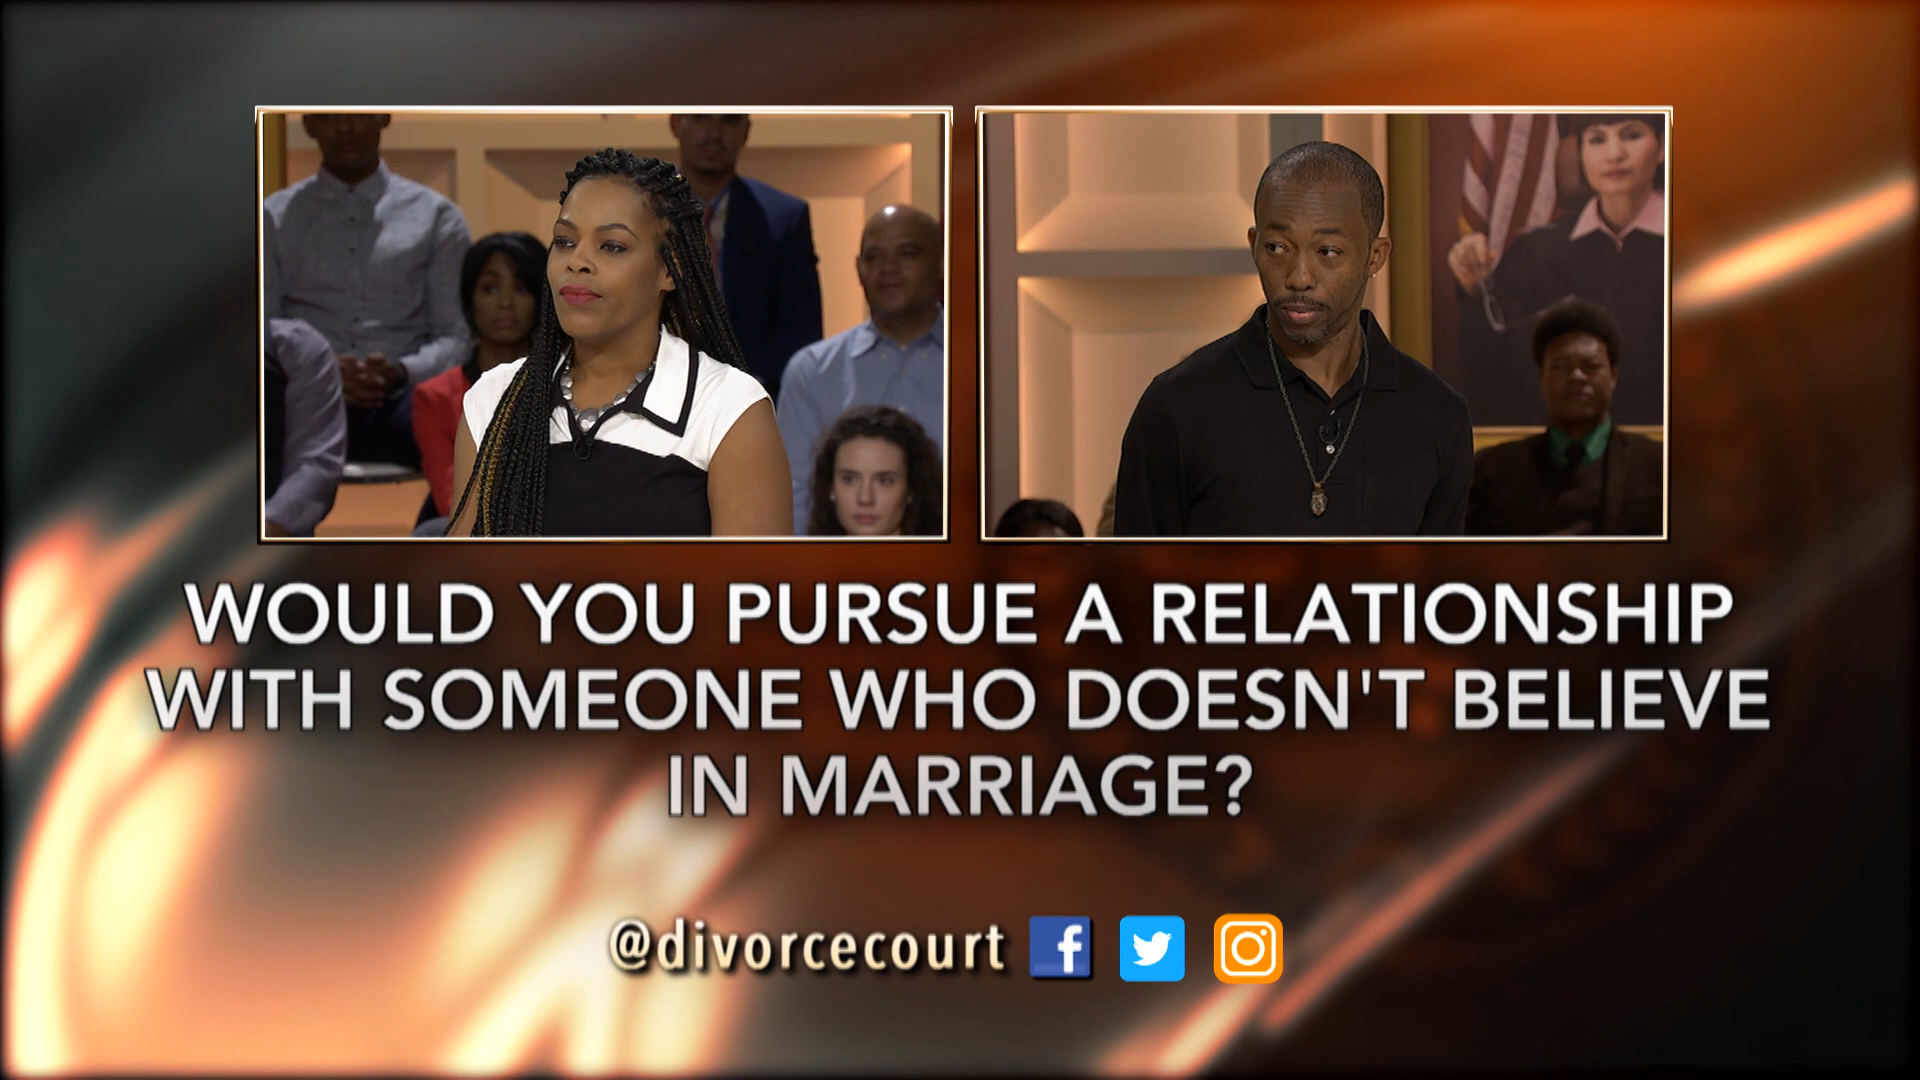 WOULD YOU PURSUE A RELATIONSHIP
WITH SOMEONE WHO DOESN'T BELIEVE
IN MARRIAGE?
@divorcecourt